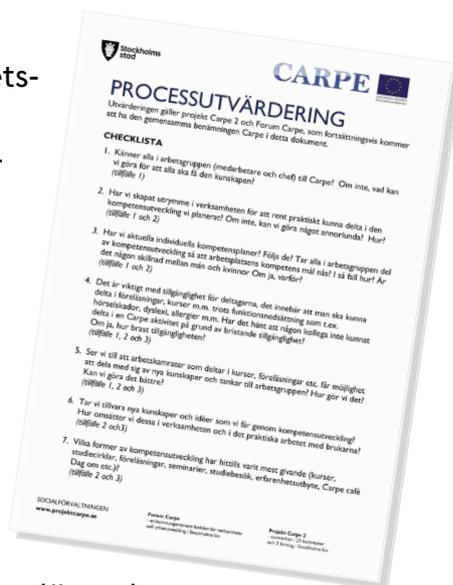 ets-
Stockholms
stad
CARPE
PROCESSUTVÄRDERING
Utvärderingen gäller projekt Carpe 2 och Forum Carpe, som fortsättningsvis kommer
att ha den gemensamma benämningen Carpe i detta dokument.
CHECKLISTA
1. Känner alla i arbetsgruppen (medarbetare och chef) till Carpe? Om inte, vad kan
vi göra för att alla ska få den kunskapen?
(tillfälle 1)
2. Har vi skapat utrymme i verksamheten för att rent praktiskt kunna delta i den
kompetensutveckling vi planerat? Om inte, kan vi göra något annorlunda? Hur?
(tillfälle 1 och 2)
3. Har vi aktuella individuella kompetensplaner? Följs de? Tar alla i arbetsgruppen del
av kompetensutveckling så att arbetsplatsens kompetens mål nås? I så fall hur? Är
det någon skillnad mellan män och kvinnor Om ja, varför?
(tillfälle 1 och 2)
4. Det är viktigt med tillgänglighet för deltagarna, det innebär att man ska kunna
delta i föreläsningar, kurser m.m. trots funktionsnedsättning som t.ex.
hörselskador, dyslexi, allergier m.m. Har det hänt att någon kollega inte kunnat
delta i en Carpe aktivitet på grund av bristande tillgänglighet?
Om ja, hur brast tillgängligheten?
(tillfälle 1, 2 och 3)
5. Ser vi till att arbetskamrater som deltar i kurser, föreläsningar etc. får möjlighet
att dela med sig av nya kunskaper och tankar till arbetsgruppen? Hur gör vi det?
Kan vi göra det bättre?
(tillfälle 1, 2 och 3)
6. Tar vi tillvara nya kunskaper och idéer som vi får genom kompetensutveckling?
Hur omsätter vi dessa i verksamheten och i det praktiska arbetet med brukarna?
(tillfälle 2 och3)
7. Vilka former av kompetensutveckling har hittills varit mest givande (kurser,
studiecirklar, föreläsningar, seminarier, studiebesök, erfarenhetsutbyte, Carpe café
Dag om etc.)?
(tillfälle 2 och 3)
SOCIALFÖRVALTNINGEN
www.projektcarpe.se
Forum Carpe
Projekt Carpe 2